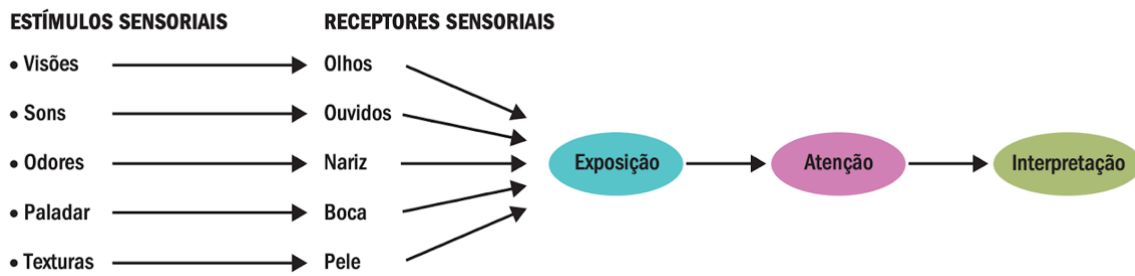 ESTÍMULOS SENSORIAIS RECEPTORES SENSORIAIS
• Visões Olhos
• Sons Ouvidos
• Odores Nariz Exposição Atenção Interpretação
• Paladar Boca
• Texturas Pele